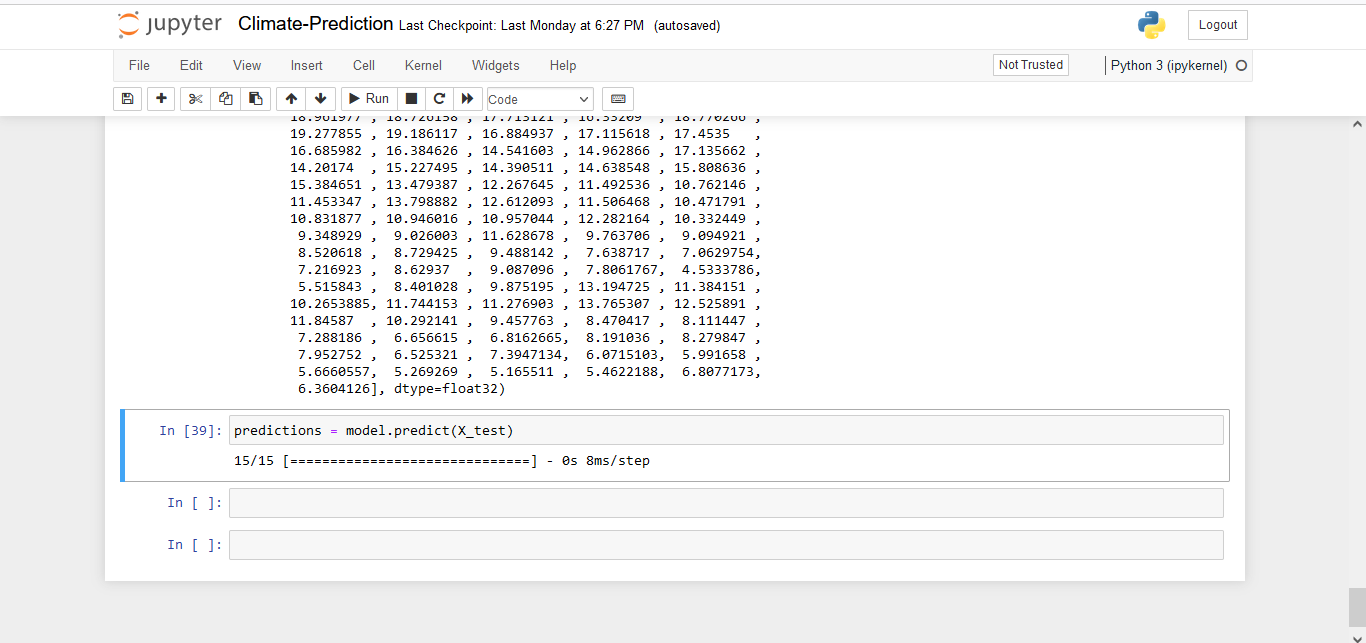 jupyter Climate-Prediction Last Checkpoint: Last Monday at 6:27 PM (autosaved) Logout
File Edit View Insert Cell Kernel Widgets Help Not Trusted Python 3 (ipykernel)
Run Code
18.961977 , 18.726158 , 17.713121 , 16.33209 , 18.770266 ,
19.277855 , 19.186117 , 16.884937 , 17.115618 , 17.4535 ,
16.685982 , 16.384626 , 14.541603 , 14.962866 , 17.135662 ,
14.20174 , 15.227495 , 14.390511 , 14.638548 , 15.808636 ,
15.384651 , 13.479387 , 12.267645 , 11.492536 , 10.762146 ,
11.453347 , 13.798882 , 12.612093 , 11.506468 , 10.471791 ,
10.831877 , 10.946016 , 10.957044 , 12.282164 , 10.332449 ,
9.348929 , 9.026003 , 11.628678 , 9.763706 , 9.094921 ,
8.520618 , 8.729425 , 9.488142 , 7.638717 , 7.0629754,
7.216923 , 8.62937 , 9.087096 , 7.8061767, 4.5333786,
5.515843 , 8.401028 , 9.875195 , 13.194725 , 11.384151 ,
10.2653885, 11.744153 , 11.276903 , 13.765307 , 12.525891 ,
11.84587 , 10.292141 , 9.457763 , 8.470417 , 8.111447 ,
7.288186 , 6.656615 , 6.8162665, 8.191036 , 8.279847 ,
7.952752 , 6.525321 , 7.3947134, 6.0715103, 5.991658 ,
5.6660557, 5.269269 , 5.165511 , 5.4622188, 6.8077173,
6.3604126], dtype=float32)
In [39]: predictions = model.predict(X_test)
15/15 [==============================] - 0s 8ms/step
In [ ]:
In [ ]: